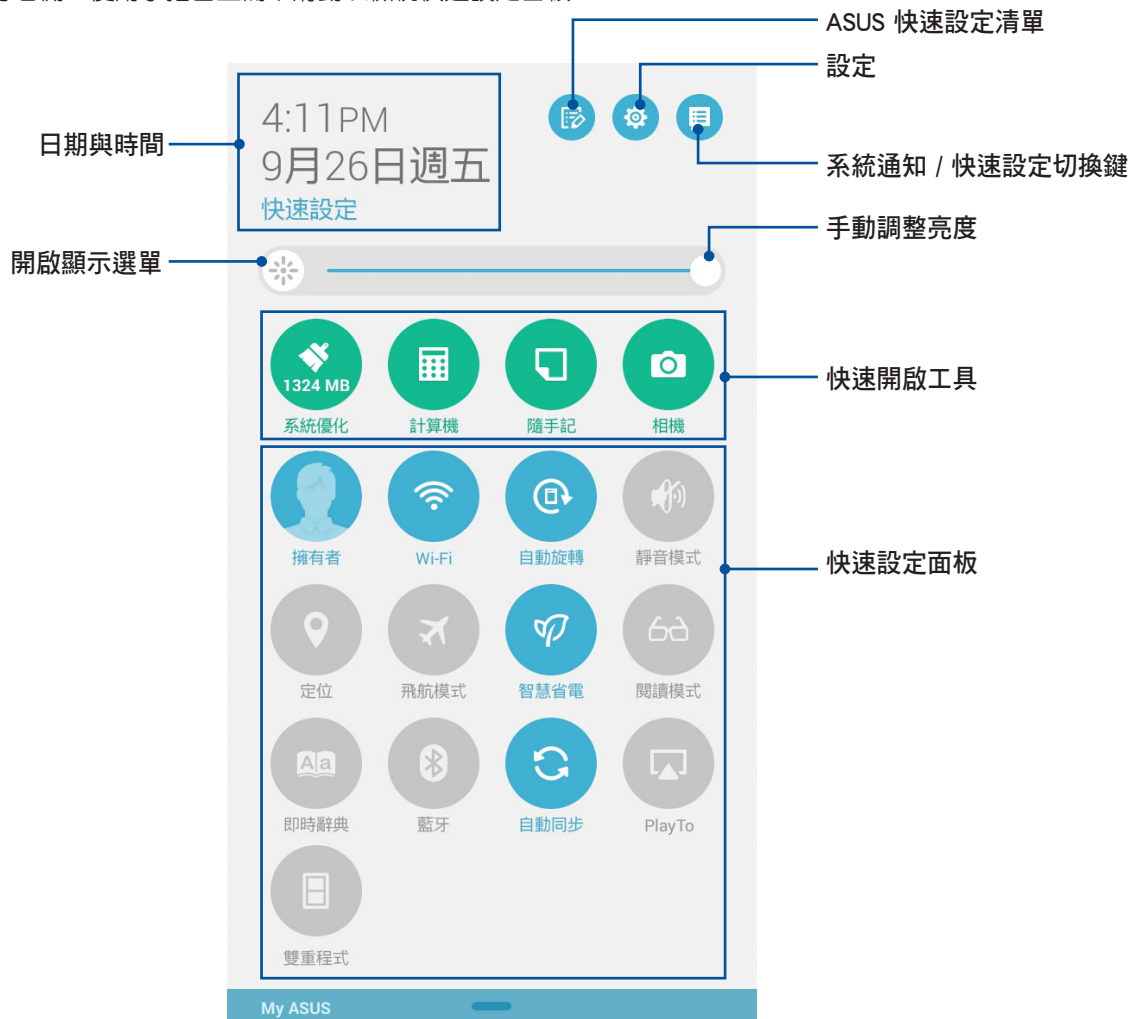 ASUS 快速設定清單
設定
系統通知 / 快速設定切換鍵
日期與時間
4:11PM
9月26日週五
快速設定
手動調整亮度
開啟顯示選單
1324 MB
系統優化 計算機 隨手記 相機
快速開啟工具
擁有者 Wi-Fi 自動旋轉 靜音模式
快速設定面板
定位 飛航模式 智慧省電 閱讀模式
Aa
即時辭典 藍牙 自動同步 PlayTo
雙重程式
My ASUS